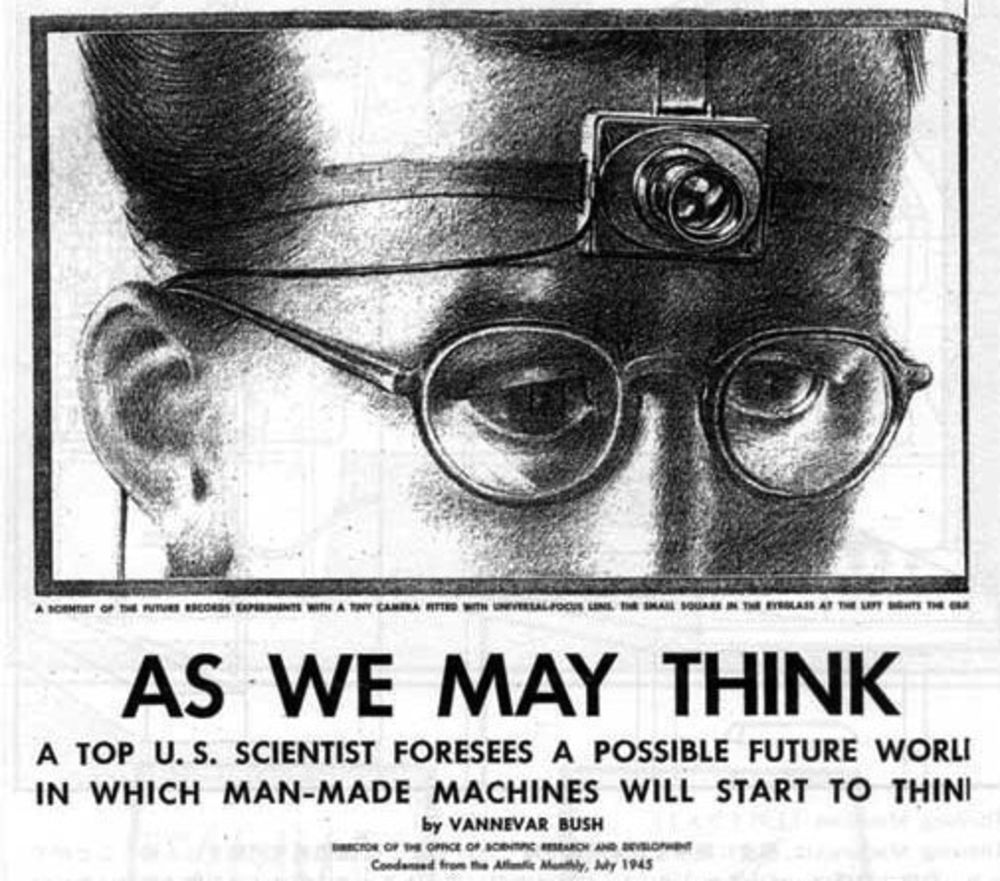 A SCIENTIST OF THE FUTURE RECORDS EXPERIMENTS WITH A TINY CAMERA FITTED WITH UNIVERSAL-FOCUS LENS. THE SMALL SQUARE IN THE EYEGLASS AT THE LEFT SIGHTS THE OBJE
AS WE MAY THINK
A TOP U. S. SCIENTIST FORESEES A POSSIBLE FUTURE WORLD
IN WHICH MAN-MADE MACHINES WILL START TO THINK
by VANNEVAR BUSH
DIRECTOR OF THE OFFICE OF SCIENTIFIC RESEARCH AND DEVELOPMENT
Condensed from the Atlantic Monthly, July 1945